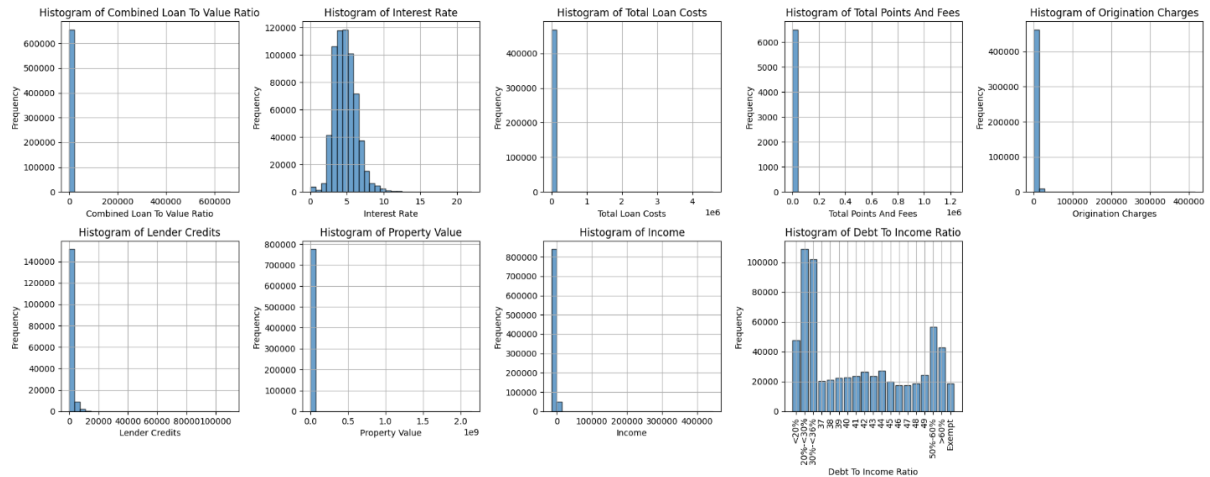 Histogram of Combined Loan To Value Ratio
Frequency
600000
500000
400000
300000
200000
100000
0
0 200000 400000 600000
Combined Loan To Value Ratio
Histogram of Interest Rate
Frequency
120000
100000
80000
60000
40000
20000
0
0 5 10 15 20
Interest Rate
Histogram of Total Loan Costs
Frequency
400000
300000
200000
100000
0
0 1 2 3 4
1e6
Total Loan Costs
Histogram of Total Points And Fees
Frequency
6000
5000
4000
3000
2000
1000
0
0.0 0.2 0.4 0.6 0.8 1.0 1.2
1e6
Total Points And Fees
Histogram of Origination Charges
Frequency
400000
300000
200000
100000
0
0 100000 200000 300000 400000
Origination Charges
Histogram of Lender Credits
Frequency
140000
120000
100000
80000
60000
40000
20000
0
0 20000 40000 60000 80000 100000
Lender Credits
Histogram of Property Value
Frequency
800000
700000
600000
500000
400000
300000
200000
100000
0
0.0 0.5 1.0 1.5 2.0
1e9
Property Value
Histogram of Income
Frequency
800000
700000
600000
500000
400000
300000
200000
100000
0
0 100000 200000 300000 400000
Income
Histogram of Debt To Income Ratio
Frequency
100000
80000
60000
40000
20000
0
<20%
20%-<30%
30%-<36%
37
38
39
40
41
42
43
44
45
46
47
48
49
50%-60%
>60%
Exempt
Debt To Income Ratio